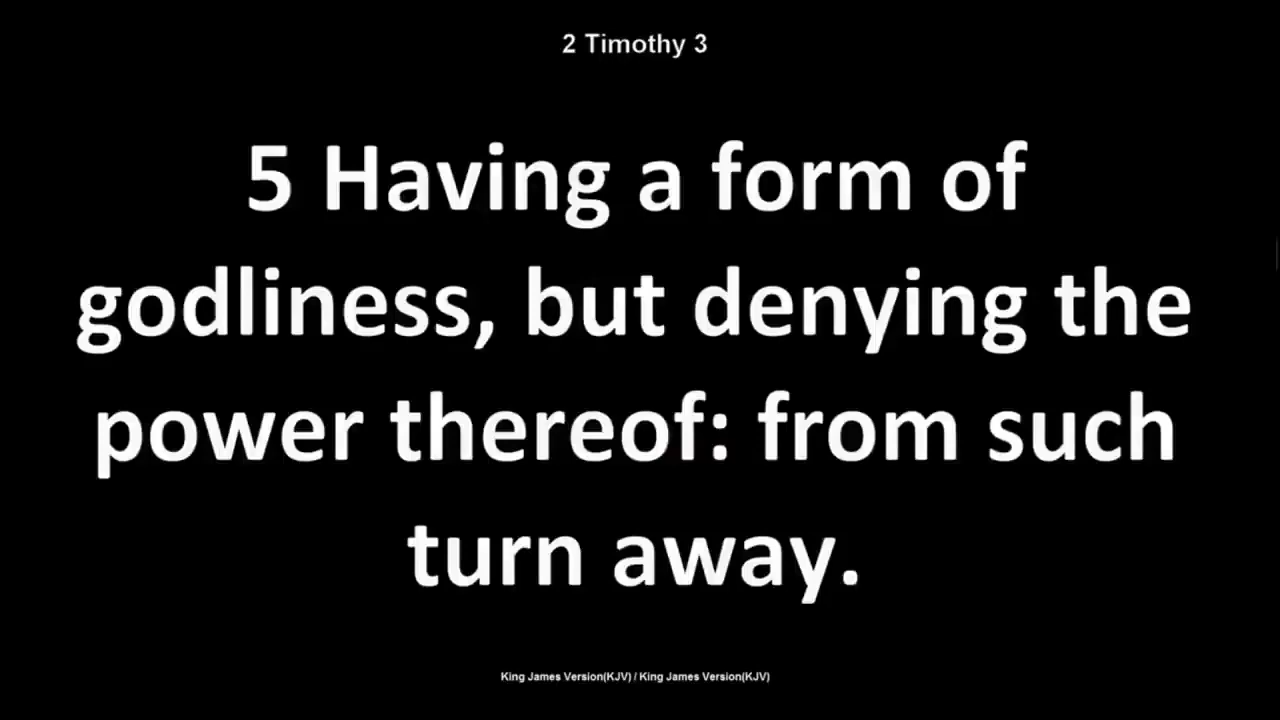 2 Timothy 3
5 Having a form of
godliness, but denying the
power thereof: from such
turn away.
King James Version(KJV) / King James Version(KJV)